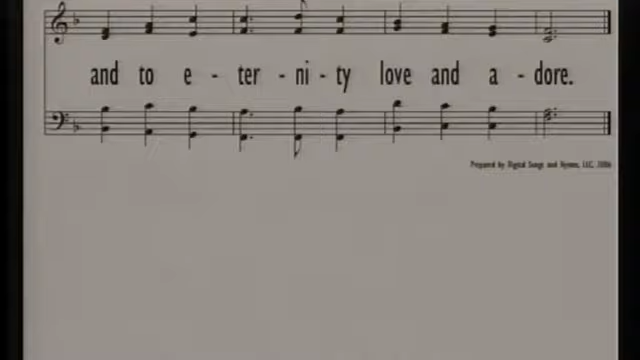 and to e - ter - ni - ty love and a - dore.
Prepared by Digital Songs and Hymns, LLC, 2006